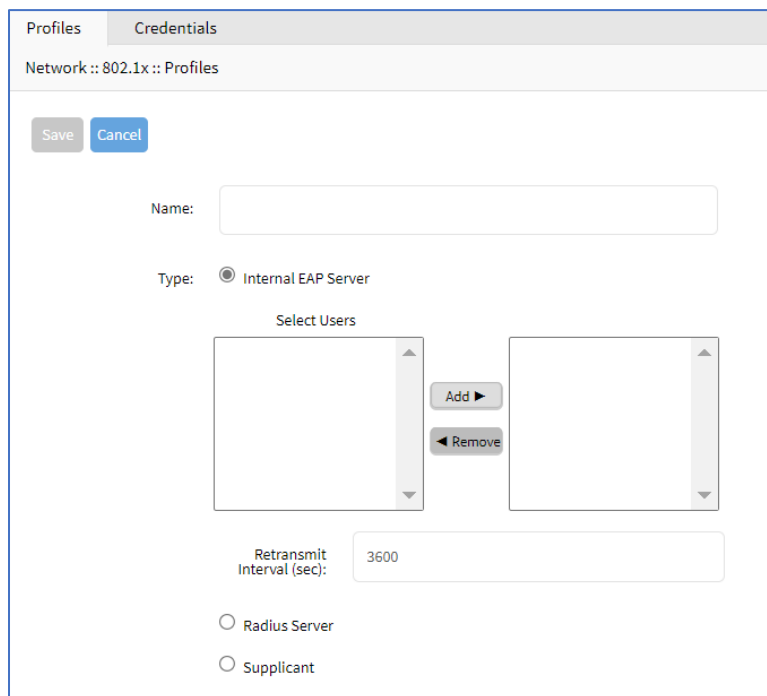 Profiles Credentials
Network :: 802.1x :: Profiles
Save Cancel
Name:
Type: Internal EAP Server
Select Users
Add ►
◄ Remove
Retransmit
Interval (sec): 3600
Radius Server
Supplicant